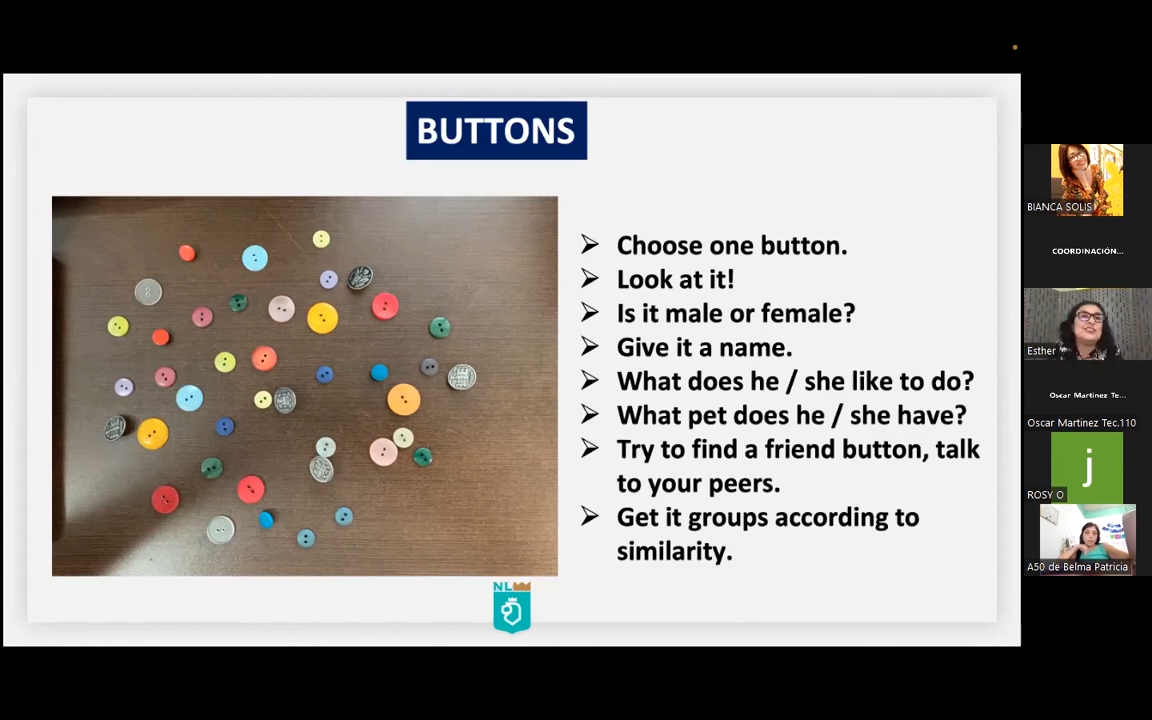 BUTTONS
Choose one button.
Look at it!
Is it male or female?
Give it a name.
What does he / she like to do?
What pet does he / she have?
Try to find a friend button, talk
to your peers.
Get it groups according to
similarity.
NL
BIANCA SOLIS
COORDINACIÓN...
Esther
Oscar Martinez Te...
Oscar Martinez Tec.110
j
ROSY O
A50 de Belma Patricia